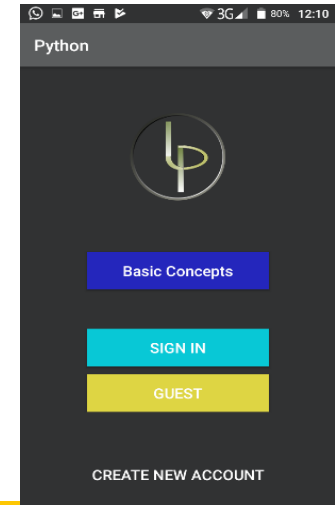 3G 80% 12:10
Python
Basic Concepts
SIGN IN
GUEST
CREATE NEW ACCOUNT